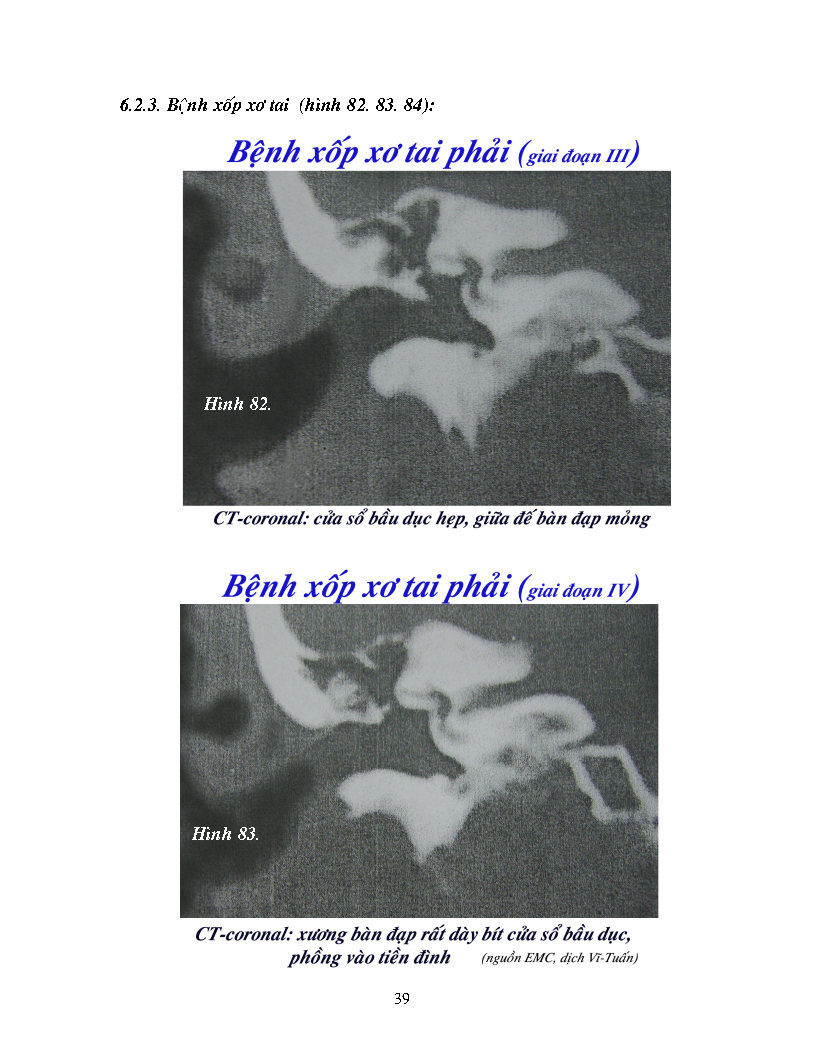 6.2.3. Bệnh xốp xơ tai (hình 82. 83. 84):
Bệnh xốp xơ tai phải (giai đoạn III)
Hình 82.
CT-coronal: cửa sổ bầu dục hẹp, giữa đế bàn đạp mỏng
Bệnh xốp xơ tai phải (giai đoạn IV)
Hình 83.
CT-coronal: xương bàn đạp rất dày bít cửa sổ bầu dục,
phồng vào tiền đình (nguồn EMC, dịch Vĩ-Tuấn)
39